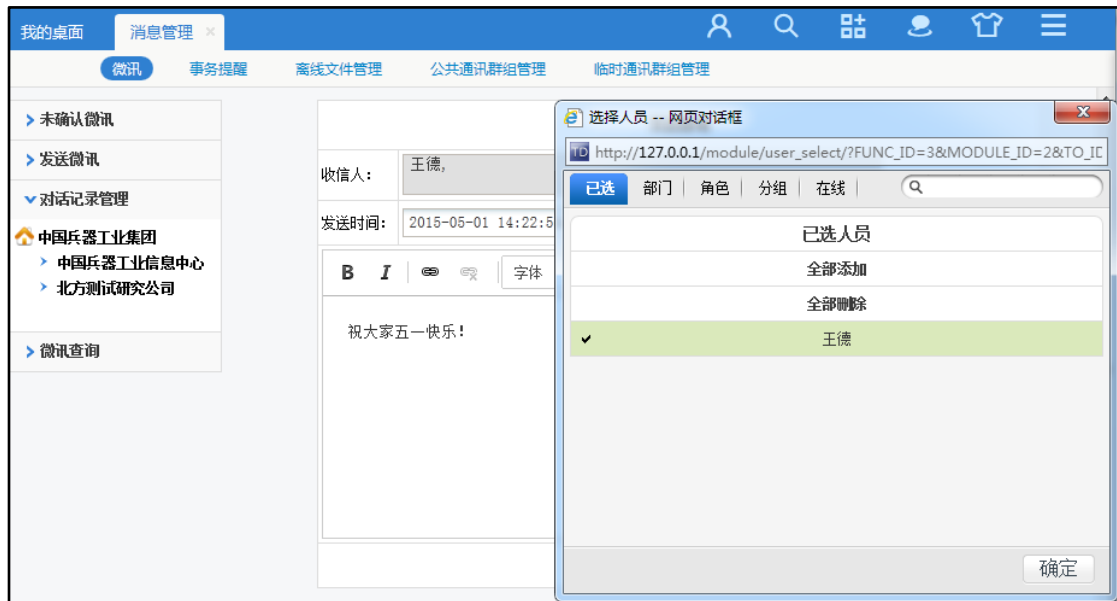 我的桌面
消息管理 ×
微讯
事务提醒
离线文件管理
公共通讯群组管理
临时通讯群组管理
未确认微讯
发送微讯
对话记录管理
中国兵器工业集团
中国兵器工业信息中心
北方测试研究公司
微讯查询
收信人：
王德,
发送时间：
2015-05-01 14:22:5
B I
字体
祝大家五一快乐！
选择人员 -- 网页对话框
x
TD http://127.0.0.1/module/user_select/?FUNC_ID=3&MODULE_ID=2&TO_ID
已选 部门 角色 分组 在线
已选人员
全部添加
全部删除
王德
确定